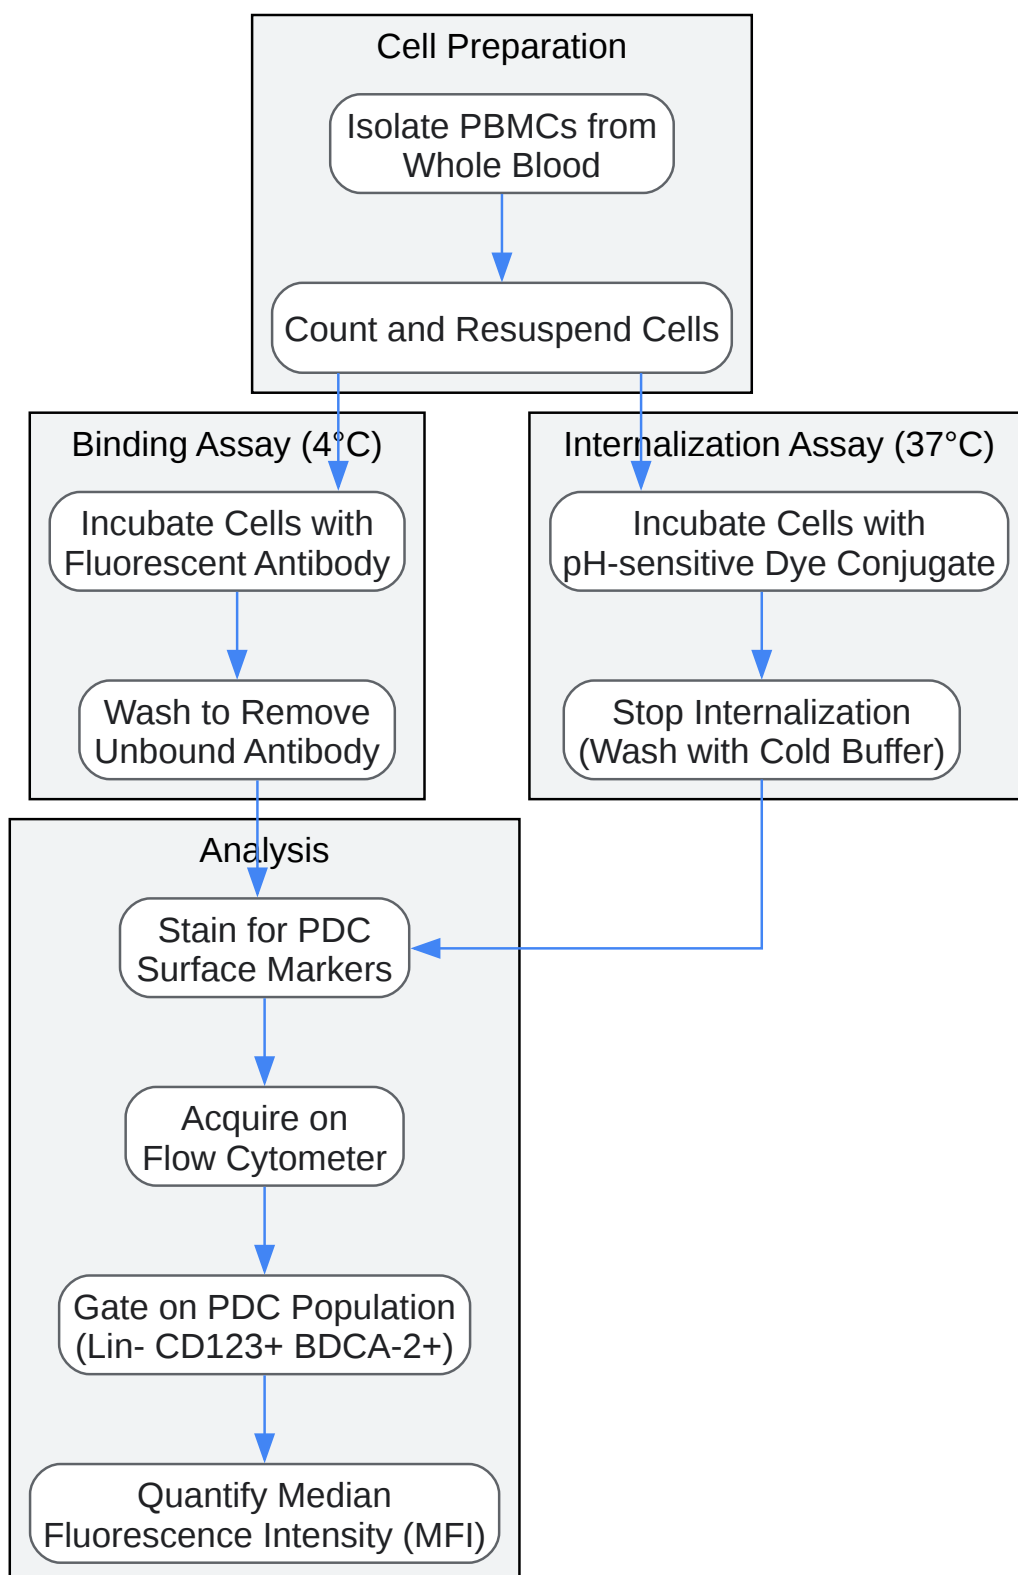 Cell Preparation
Isolate PBMCs from
Whole Blood
Count and Resuspend Cells
Binding Assay (4°C)
Incubate Cells with
Fluorescent Antibody
Wash to Remove
Unbound Antibody
Internalization Assay (37°C)
Incubate Cells with
pH-sensitive Dye Conjugate
Stop Internalization
(Wash with Cold Buffer)
Analysis
Stain for PDC
Surface Markers
Acquire on
Flow Cytometer
Gate on PDC Population
(Lin- CD123+ BDCA-2+)
Quantify Median
Fluorescence Intensity (MFI)